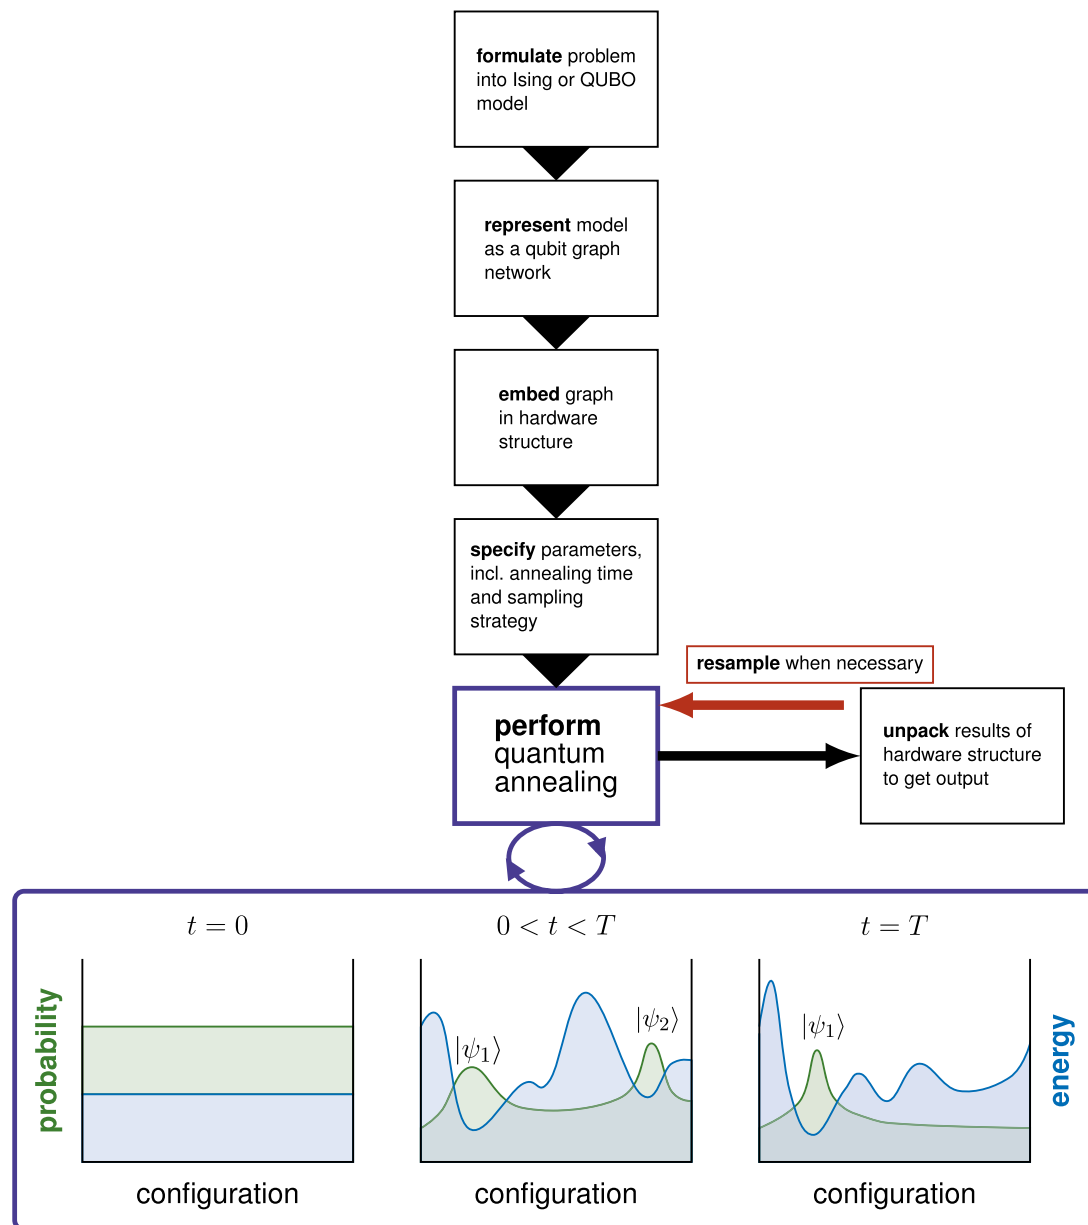 formulate problem
into Ising or QUBO
model
represent model
as a qubit graph
network
embed graph
in hardware
structure
specify parameters,
incl. annealing time
and sampling
strategy
resample when necessary
perform
quantum
annealing
unpack results of
hardware structure
to get output
t = 0
0 < t < T
t = T
probability
|ψ₁⟩
|ψ₂⟩
|ψ₁⟩
energy
configuration
configuration
configuration